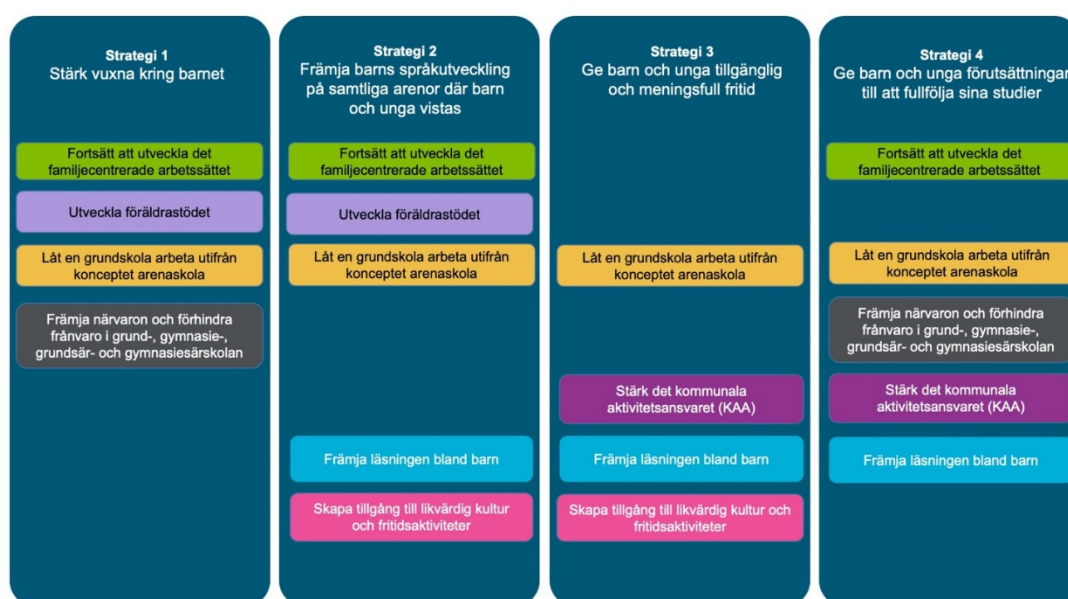 Strategi 1
Stärk vuxna kring barnet
Fortsätt att utveckla det
familjecentrerade arbetssättet
Utveckla föräldrastödet
Låt en grundskola arbeta utifrån
konceptet arenaskola
Främja närvaron och förhindra
frånvaro i grund-, gymnasie-,
grundsär- och gymnasiesärskolan
Strategi 2
Främja barns språkutveckling
på samtliga arenor där barn
och unga vistas
Fortsätt att utveckla det
familjecentrerade arbetssättet
Utveckla föräldrastödet
Låt en grundskola arbeta utifrån
konceptet arenaskola
Främja läsningen bland barn
Skapa tillgång till likvärdig kultur
och fritidsaktiviteter
Strategi 3
Ge barn och unga tillgänglig
och meningsfull fritid
Låt en grundskola arbeta utifrån
konceptet arenaskola
Stärk det kommunala
aktivitetsansvaret (KAA)
Främja läsningen bland barn
Skapa tillgång till likvärdig kultur och
fritidsaktiviteter
Strategi 4
Ge barn och unga förutsättningar
till att fullfölja sina studier
Fortsätt att utveckla det
familjecentrerade arbetssättet
Låt en grundskola arbeta utifrån
konceptet arenaskola
Främja närvaron och förhindra
frånvaro i grund-, gymnasie-,
grundsär- och gymnasiesärskolan
Stärk det kommunala
aktivitetsansvaret (KAA)
Främja läsningen bland barn